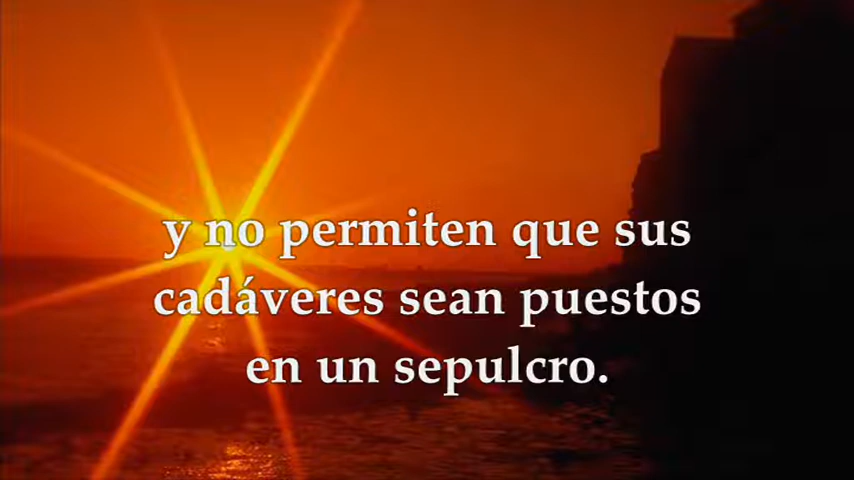 y no permiten que sus
cadáveres sean puestos
en un sepulcro.